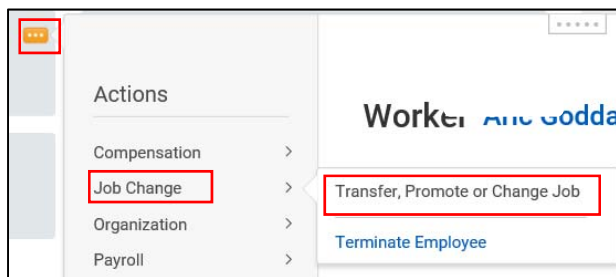 Actions
Worker
Compensation
Job Change
Transfer, Promote or Change Job
Organization
Terminate Employee
Payroll